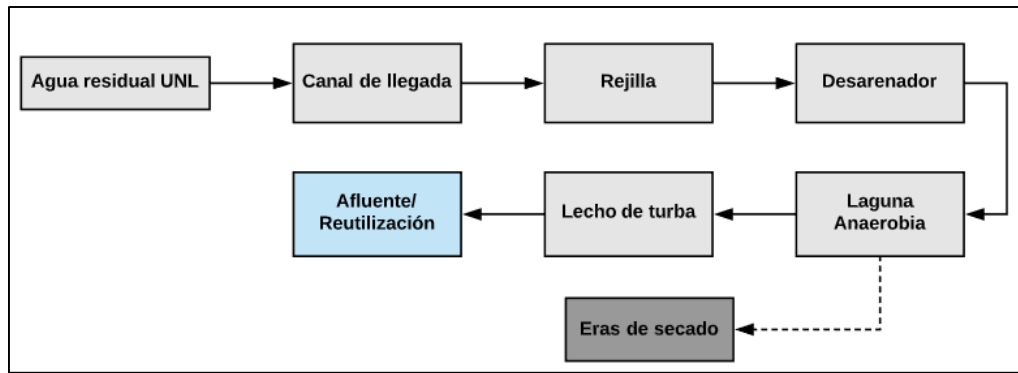 Agua residual UNL
Canal de llegada
Rejilla
Desarenador
Afluente/
Reutilización
Lecho de turba
Laguna
Anaerobia
Eras de secado